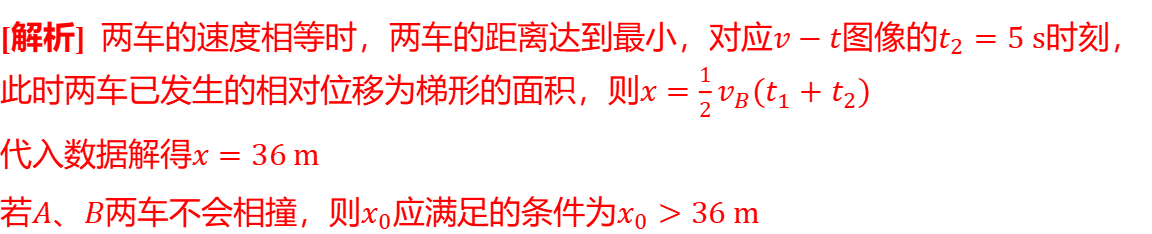 [解析] 两车的速度相等时，两车的距离达到最小，对应v − t图像的t₂ = 5 s时刻，
此时两车已发生的相对位移为梯形的面积，则x = 1/2 v_B(t₁ + t₂)
代入数据解得x = 36 m
若A、B两车不会相撞，则x₀应满足的条件为x₀ > 36 m